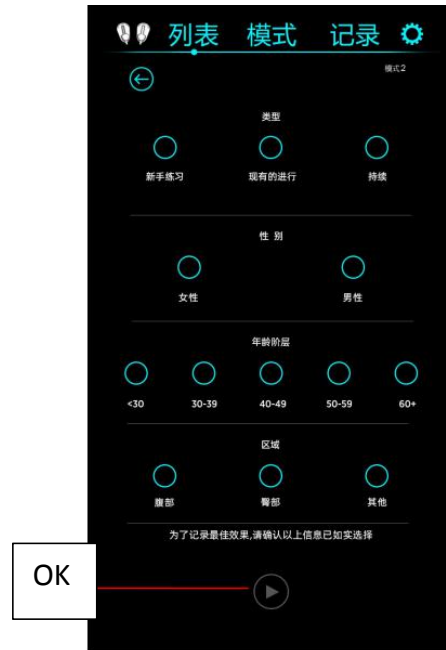 列表 模式 记录
模式2
类型
新手练习 现有的进行 持续
性 别
女性 男性
年龄阶层
<30 30-39 40-49 50-59 60+
区域
腹部 臀部 其他
为了记录最佳效果,请确认以上信息已如实选择
OK